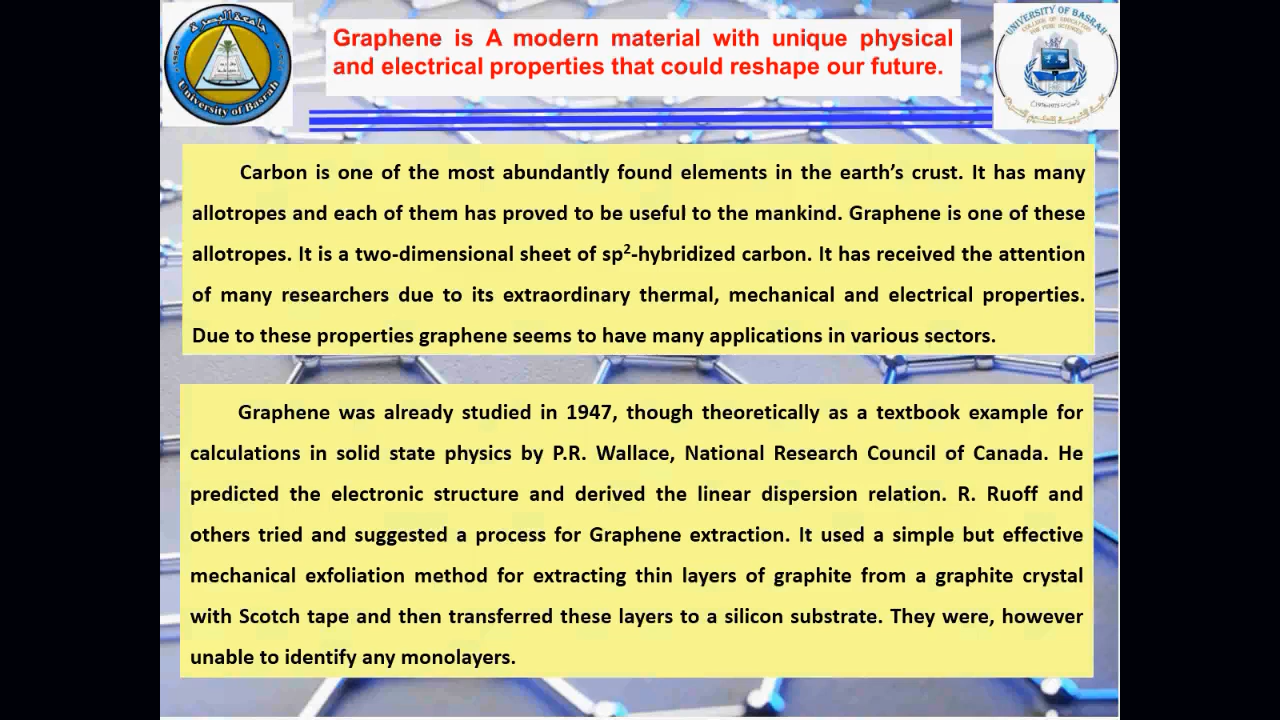 جامعة البصرة
University of Basrah
Graphene is A modern material with unique physical
and electrical properties that could reshape our future.
UNIVERSITY OF BASRAH
COLLEGE OF EDUCATION
FOR PURE SCIENCES
Carbon is one of the most abundantly found elements in the earth’s crust. It has many
allotropes and each of them has proved to be useful to the mankind. Graphene is one of these
allotropes. It is a two-dimensional sheet of sp²-hybridized carbon. It has received the attention
of many researchers due to its extraordinary thermal, mechanical and electrical properties.
Due to these properties graphene seems to have many applications in various sectors.
Graphene was already studied in 1947, though theoretically as a textbook example for
calculations in solid state physics by P.R. Wallace, National Research Council of Canada. He
predicted the electronic structure and derived the linear dispersion relation. R. Ruoff and
others tried and suggested a process for Graphene extraction. It used a simple but effective
mechanical exfoliation method for extracting thin layers of graphite from a graphite crystal
with Scotch tape and then transferred these layers to a silicon substrate. They were, however
unable to identify any monolayers.